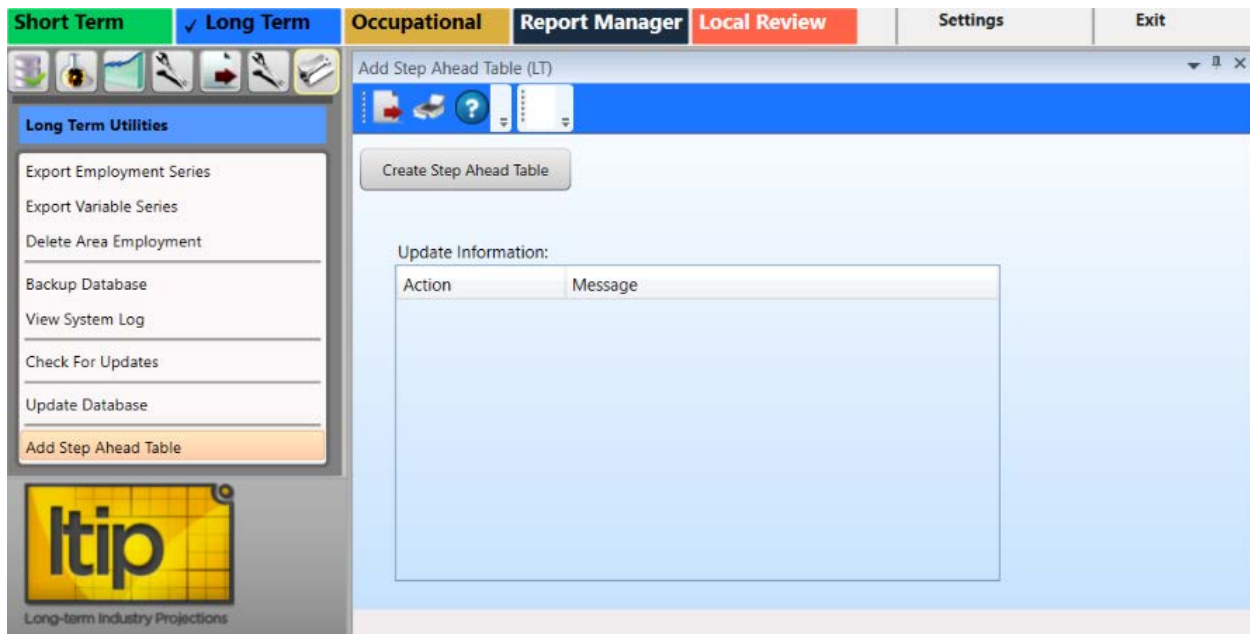 Short Term
✓ Long Term
Occupational
Report Manager
Local Review
Settings
Exit
Long Term Utilities
Export Employment Series
Export Variable Series
Delete Area Employment
Backup Database
View System Log
Check For Updates
Update Database
Add Step Ahead Table
ltip
Long-term Industry Projections
Add Step Ahead Table (LT)
?
Create Step Ahead Table
Update Information:
Action Message